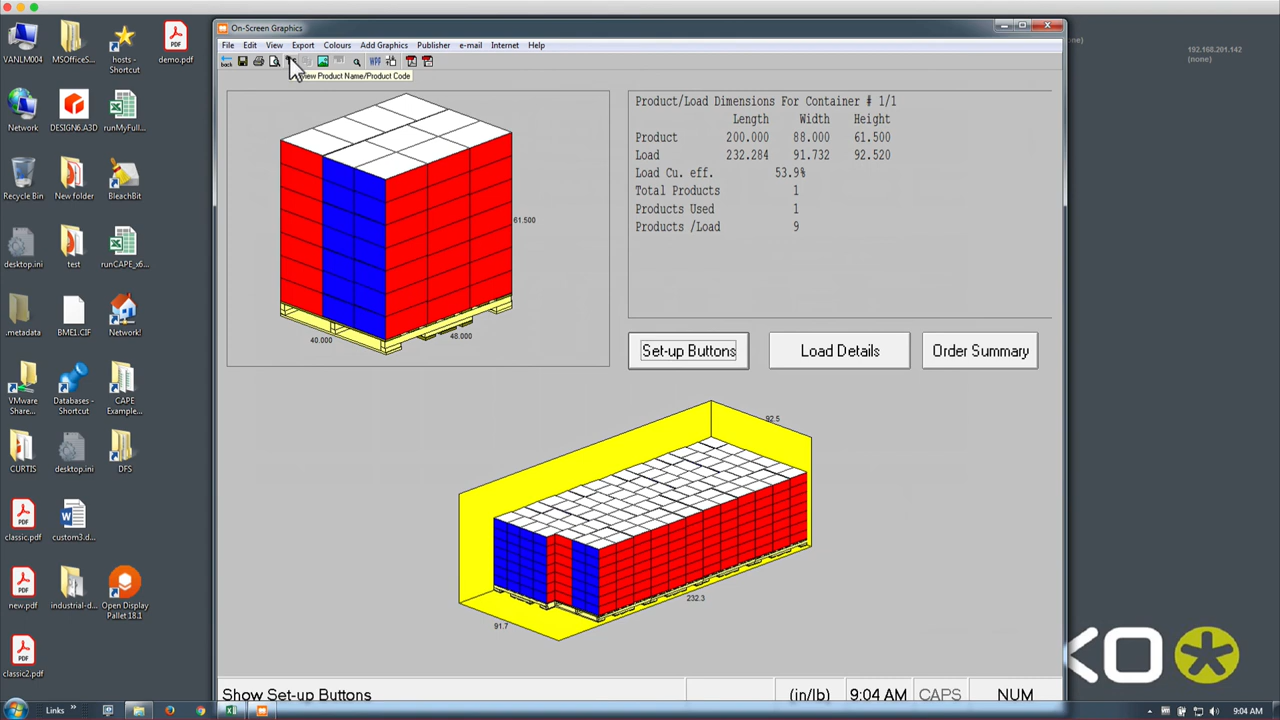 On-Screen Graphics
File Edit View Export Colours Add Graphics Publisher e-mail Internet Help
back WPP
View Product Name/Product Code
61.500
40.000
48.000
Product/Load Dimensions For Container # 1/1
Length Width Height
Product 200.000 88.000 61.500
Load 232.284 91.732 92.520
Load Cu. eff. 53.9%
Total Products 1
Products Used 1
Products /Load 9
Set-up Buttons Load Details Order Summary
92.5
232.3
91.7
Show Set-up Buttons (in/lb) 9:04 AM CAPS NUM
VANLM004 MSOfficeS... hosts - Shortcut demo.pdf
PDF
Network DESIGN6.A3D runMyFull...
Recycle Bin New folder BleachBit
desktop.ini test runCAPE_x6...
.metadata BME1.CIF Network!
VMware Share... Databases - Shortcut CAPE Example...
CURTIS desktop.ini DFS
classic.pdf custom3.d...
new.pdf industrial-d... Open Display Pallet.18.1
classic2.pdf
PDF
PDF
PDF
192.168.201.142
(none)
KO
Links » 9:04 AM